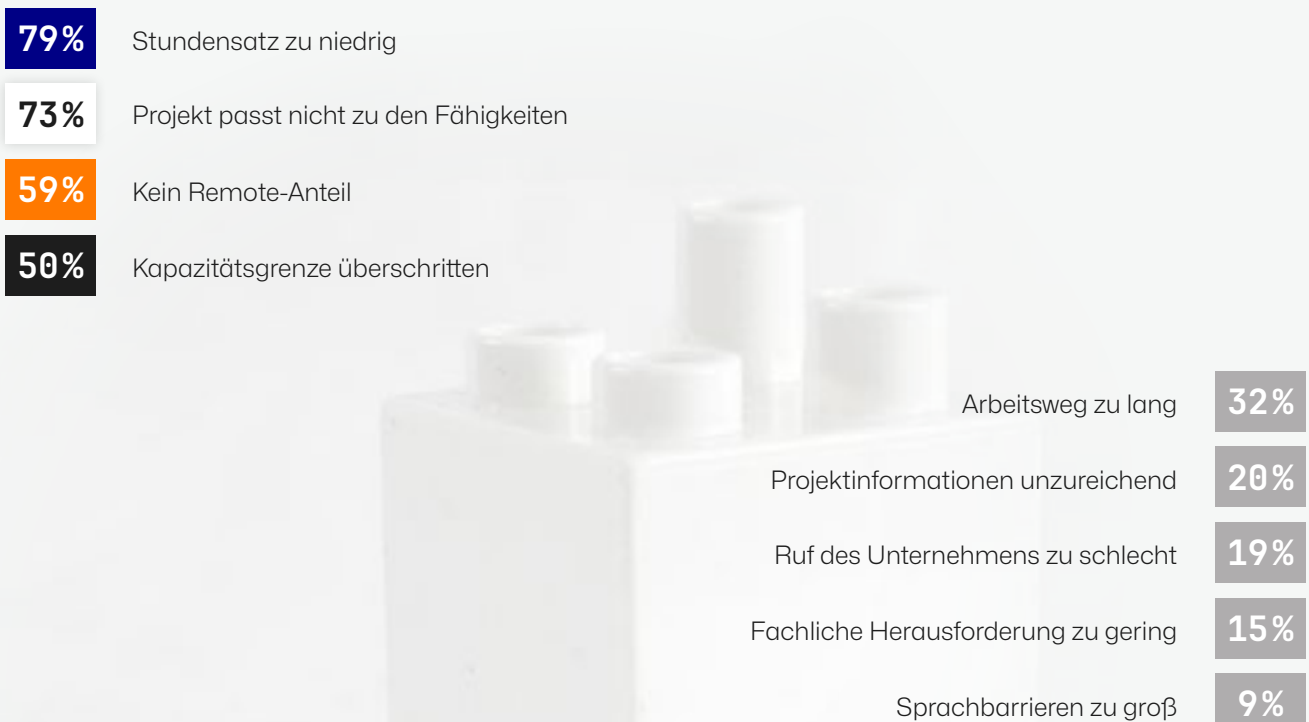 79% Stundensatz zu niedrig
73% Projekt passt nicht zu den Fähigkeiten
59% Kein Remote-Anteil
50% Kapazitätsgrenze überschritten
Arbeitsweg zu lang 32%
Projektinformationen unzureichend 20%
Ruf des Unternehmens zu schlecht 19%
Fachliche Herausforderung zu gering 15%
Sprachbarrieren zu groß 9%